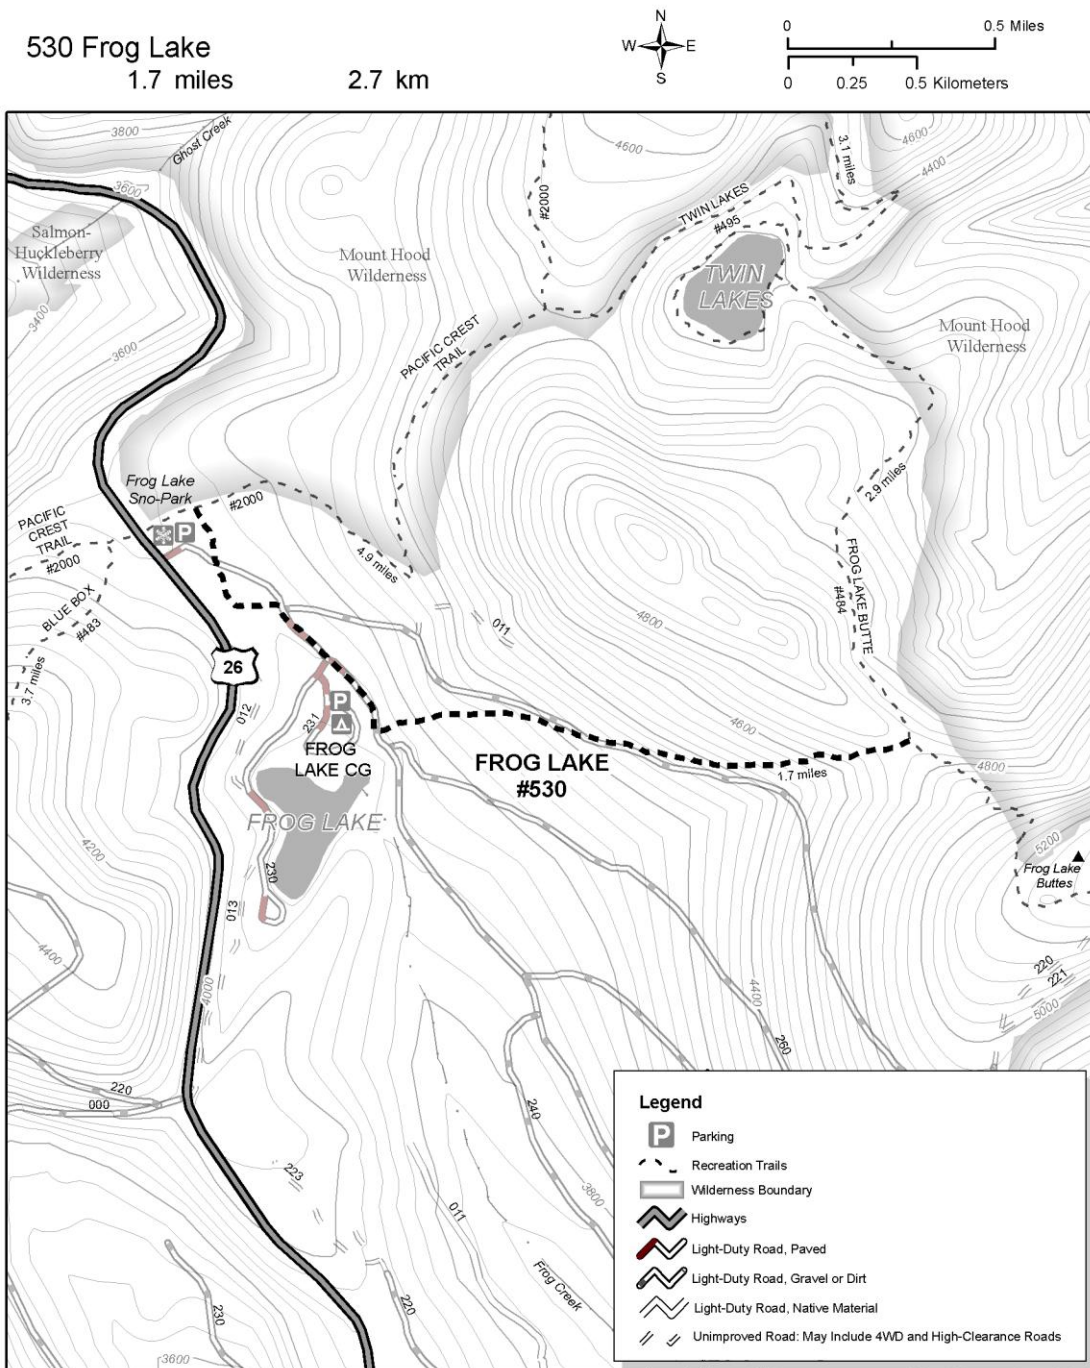 530 Frog Lake
1.7 miles 2.7 km
N
W E
S
0 0.5 Miles
0 0.25 0.5 Kilometers
3800
Ghost Creek
3600
Salmon-
Huckleberry
Wilderness
3400
3600
Mount Hood
Wilderness
#2000
4600
3.1 miles
4600
4400
TWIN LAKES
#495
TWIN
LAKES
PACIFIC CREST
TRAIL
Mount Hood
Wilderness
Frog Lake
Sno-Park
P
#2000
PACIFIC
CREST
TRAIL
#2000
4.9 miles
BLUE BOX
#483
3.7 miles
2.9 miles
FROG LAKE BUTTE
#484
011
4800
26
012
231
P
FROG
LAKE CG
FROG LAKE
#530
4600
1.7 miles
4800
FROG LAKE
230
013
4200
4400
4000
5200
Frog Lake
Buttes
220
221
5000
4400
260
220
000
240
223
011
3800
Frog Creek
230
220
3600
Legend
P Parking
Recreation Trails
Wilderness Boundary
Highways
Light-Duty Road, Paved
Light-Duty Road, Gravel or Dirt
Light-Duty Road, Native Material
Unimproved Road: May Include 4WD and High-Clearance Roads